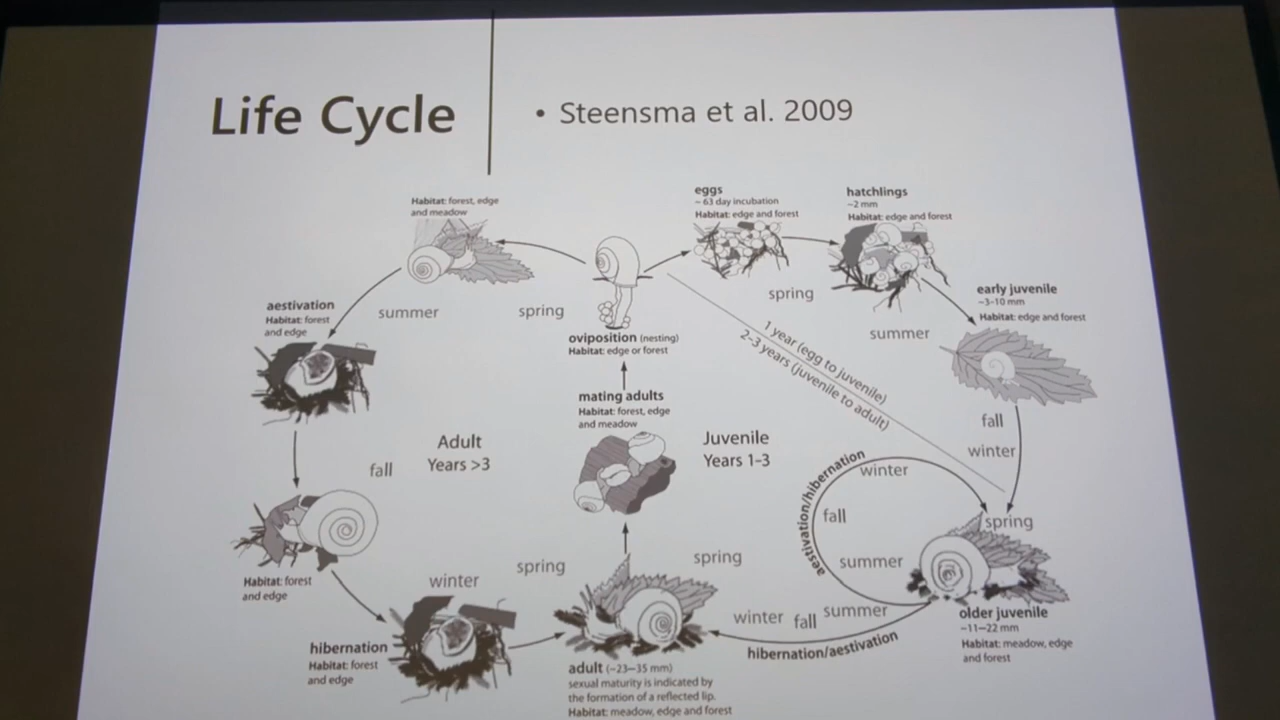 Life Cycle
• Steensma et al. 2009
Habitat: forest, edge
and meadow
eggs
~ 63 day incubation
Habitat: edge and forest
hatchlings
~2 mm
Habitat: edge and forest
early juvenile
~3–10 mm
Habitat: edge and forest
aestivation
Habitat: forest
and edge
summer
spring
spring
summer
oviposition (nesting)
Habitat: edge or forest
1 year (egg to juvenile)
2-3 years (juvenile to adult)
mating adults
Habitat: forest, edge
and meadow
fall
winter
Adult
Years >3
Juvenile
Years 1-3
fall
aestivation/hibernation
winter
fall
summer
spring
Habitat: forest
and edge
winter
spring
spring
hibernation
Habitat: forest
and edge
winter fall summer
hibernation/aestivation
older juvenile
~11–22 mm
Habitat: meadow, edge
and forest
adult (~23–35 mm)
sexual maturity is indicated by
the formation of a reflected lip.
Habitat: meadow, edge and forest